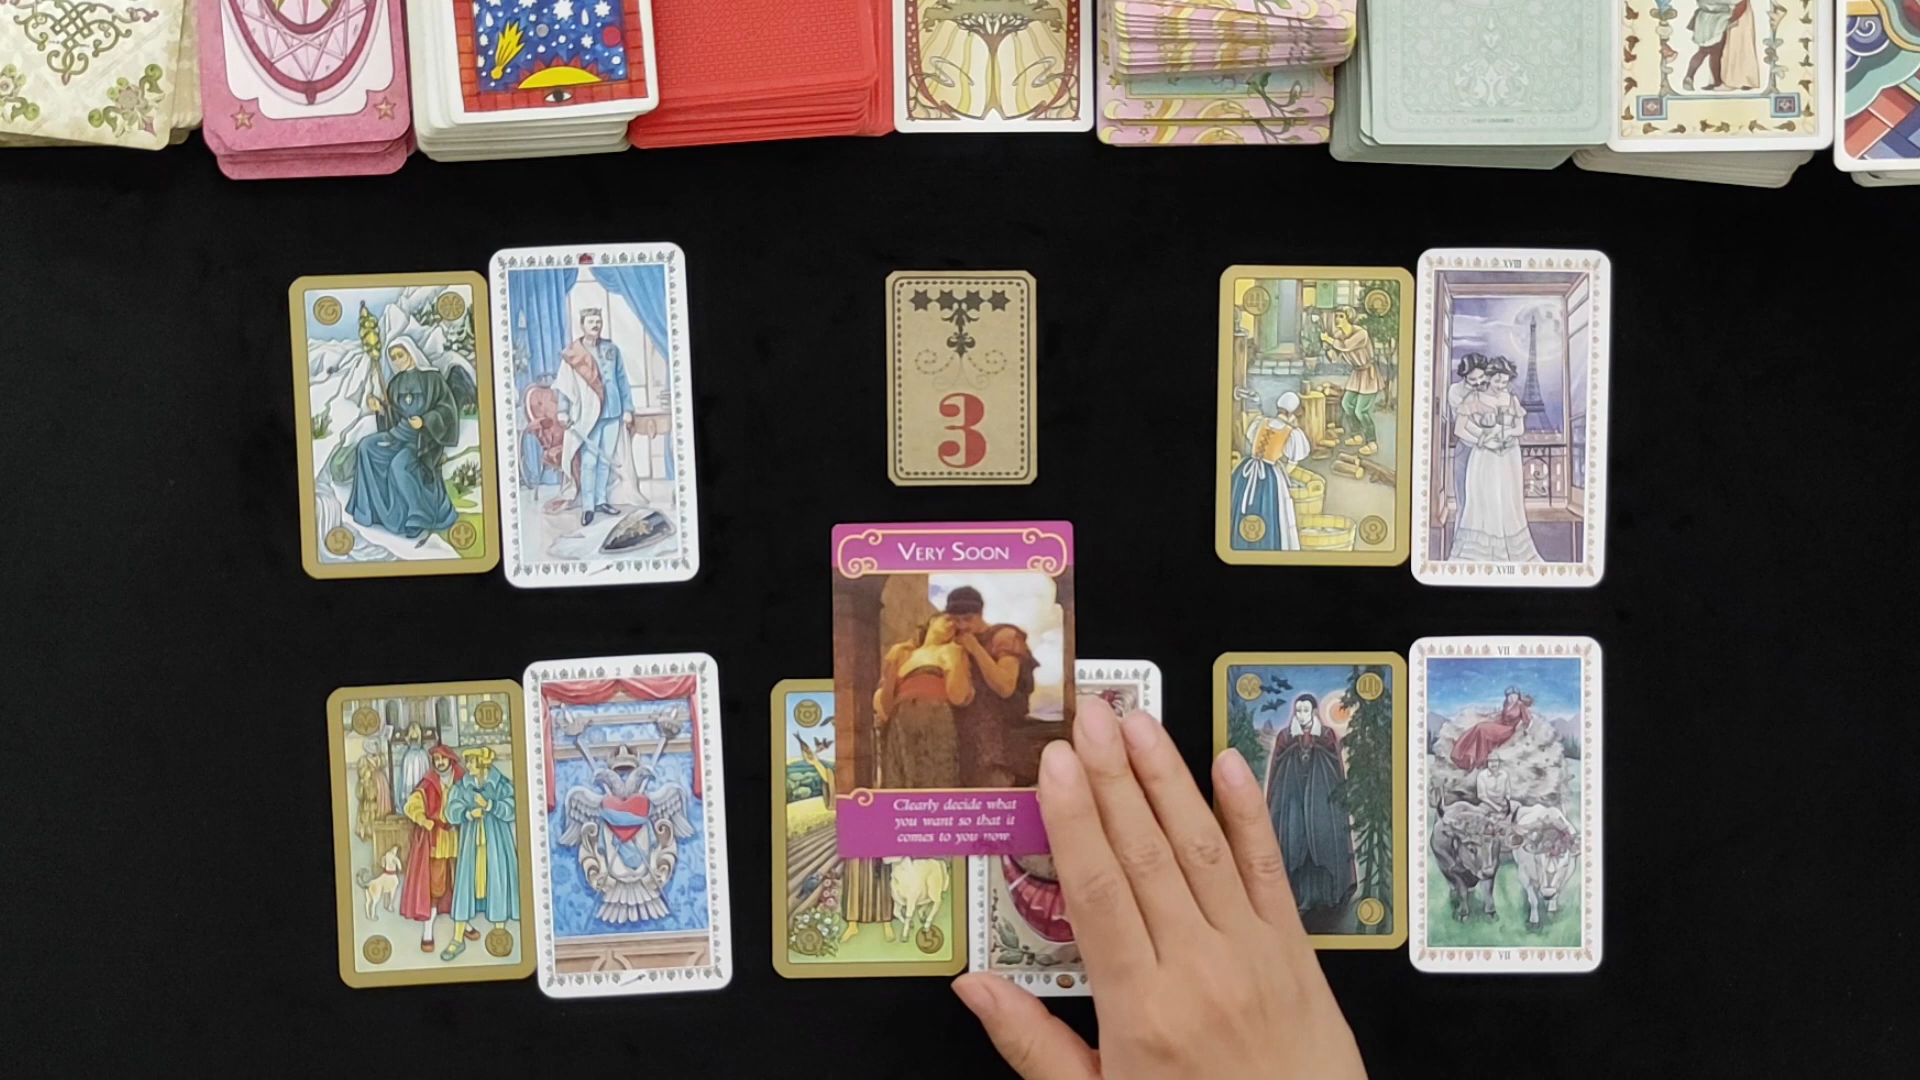 XVIII
3
XVIII
VERY SOON
Clearly decide what
you want so that it
comes to you now.
2
VII
VII